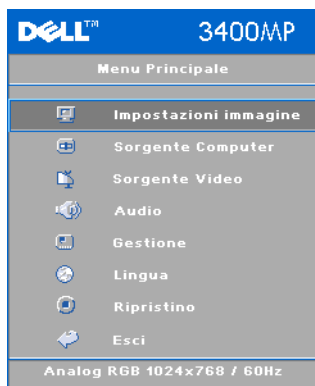 DELL™ 3400MP
Menu Principale
Impostazioni immagine
Sorgente Computer
Sorgente Video
Audio
Gestione
Lingua
Ripristino
Esci
Analog RGB 1024x768 / 60Hz